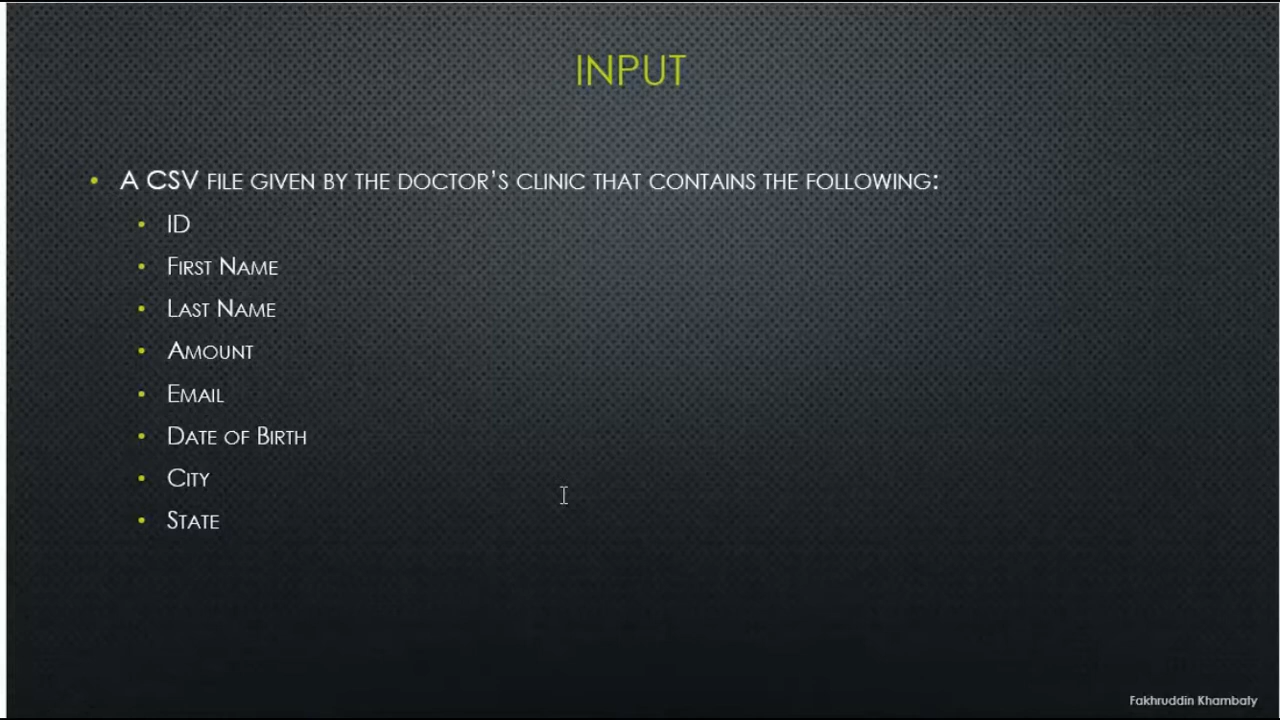 INPUT
• A CSV FILE GIVEN BY THE DOCTOR'S CLINIC THAT CONTAINS THE FOLLOWING:
• ID
• FIRST NAME
• LAST NAME
• AMOUNT
• EMAIL
• DATE OF BIRTH
• CITY
• STATE
Fakhruddin Khambaty